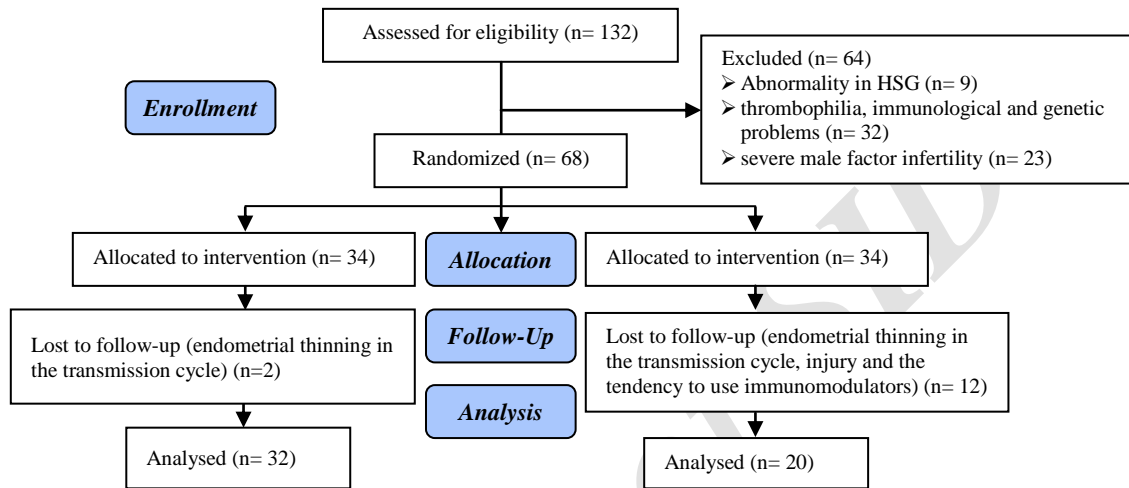 Assessed for eligibility (n= 132)
Excluded (n= 64)
➢ Abnormality in HSG (n= 9)
➢ thrombophilia, immunological and genetic
problems (n= 32)
➢ severe male factor infertility (n= 23)
Enrollment
Randomized (n= 68)
Allocated to intervention (n= 34)
Allocation
Allocated to intervention (n= 34)
Lost to follow-up (endometrial thinning in
the transmission cycle) (n=2)
Follow-Up
Lost to follow-up (endometrial thinning in
the transmission cycle, injury and the
tendency to use immunomodulators) (n= 12)
Analysis
Analysed (n= 32)
Analysed (n= 20)
SID